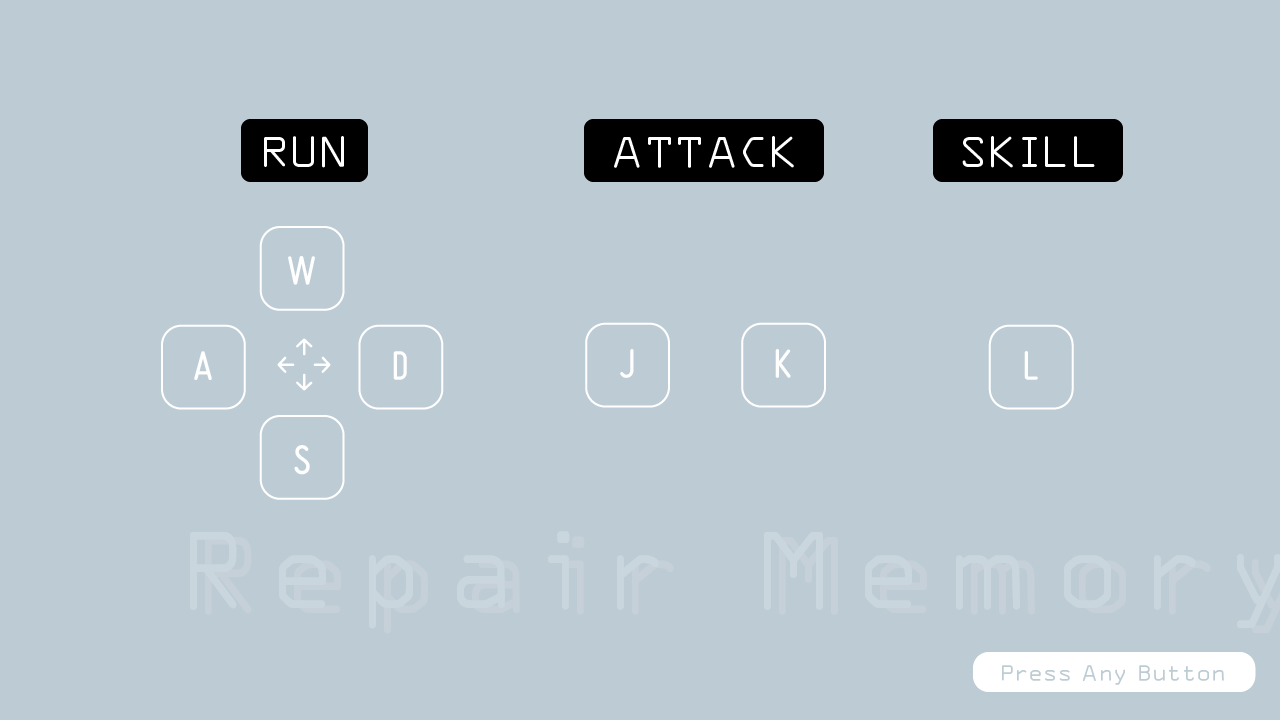 RUN ATTACK SKILL
W
A D J K L
S
Repair Memory
Press Any Button